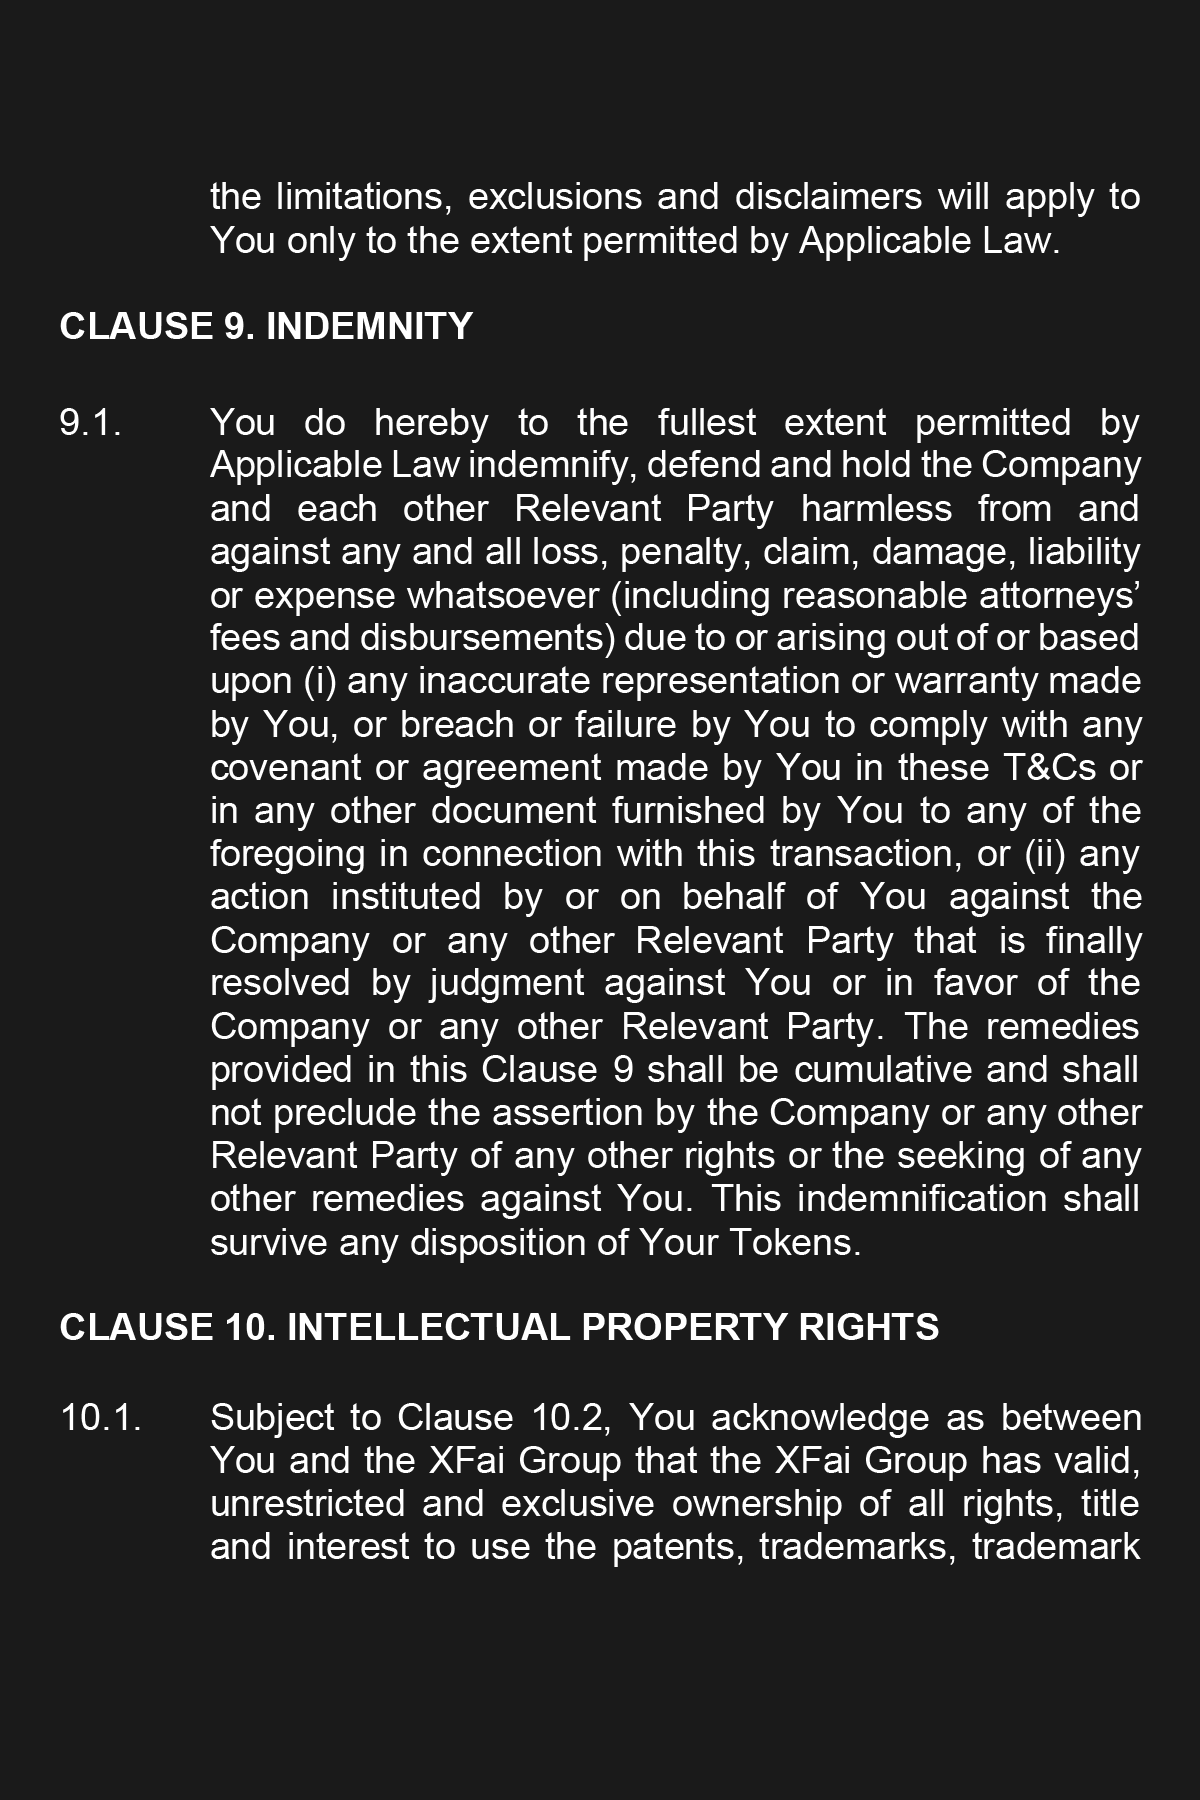 the limitations, exclusions and disclaimers will apply to
You only to the extent permitted by Applicable Law.
CLAUSE 9. INDEMNITY
9.1. You do hereby to the fullest extent permitted by
Applicable Law indemnify, defend and hold the Company
and each other Relevant Party harmless from and
against any and all loss, penalty, claim, damage, liability
or expense whatsoever (including reasonable attorneys’
fees and disbursements) due to or arising out of or based
upon (i) any inaccurate representation or warranty made
by You, or breach or failure by You to comply with any
covenant or agreement made by You in these T&Cs or
in any other document furnished by You to any of the
foregoing in connection with this transaction, or (ii) any
action instituted by or on behalf of You against the
Company or any other Relevant Party that is finally
resolved by judgment against You or in favor of the
Company or any other Relevant Party. The remedies
provided in this Clause 9 shall be cumulative and shall
not preclude the assertion by the Company or any other
Relevant Party of any other rights or the seeking of any
other remedies against You. This indemnification shall
survive any disposition of Your Tokens.
CLAUSE 10. INTELLECTUAL PROPERTY RIGHTS
10.1. Subject to Clause 10.2, You acknowledge as between
You and the XFai Group that the XFai Group has valid,
unrestricted and exclusive ownership of all rights, title
and interest to use the patents, trademarks, trademark